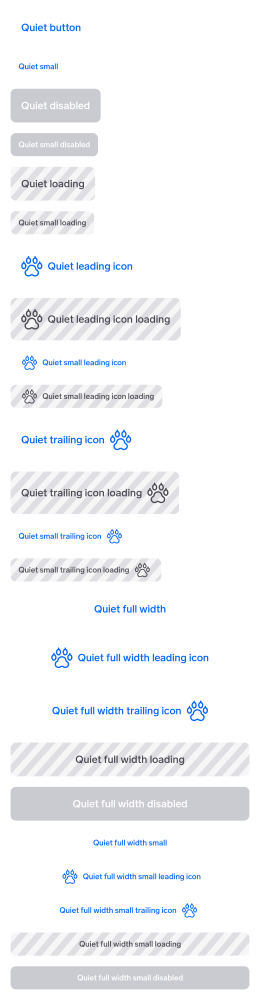 Quiet button
Quiet small
Quiet disabled
Quiet small disabled
Quiet loading
Quiet small loading
Quiet leading icon
Quiet leading icon loading
Quiet small leading icon
Quiet small leading icon loading
Quiet trailing icon
Quiet trailing icon loading
Quiet small trailing icon
Quiet small trailing icon loading
Quiet full width
Quiet full width leading icon
Quiet full width trailing icon
Quiet full width loading
Quiet full width disabled
Quiet full width small
Quiet full width small leading icon
Quiet full width small trailing icon
Quiet full width small loading
Quiet full width small disabled